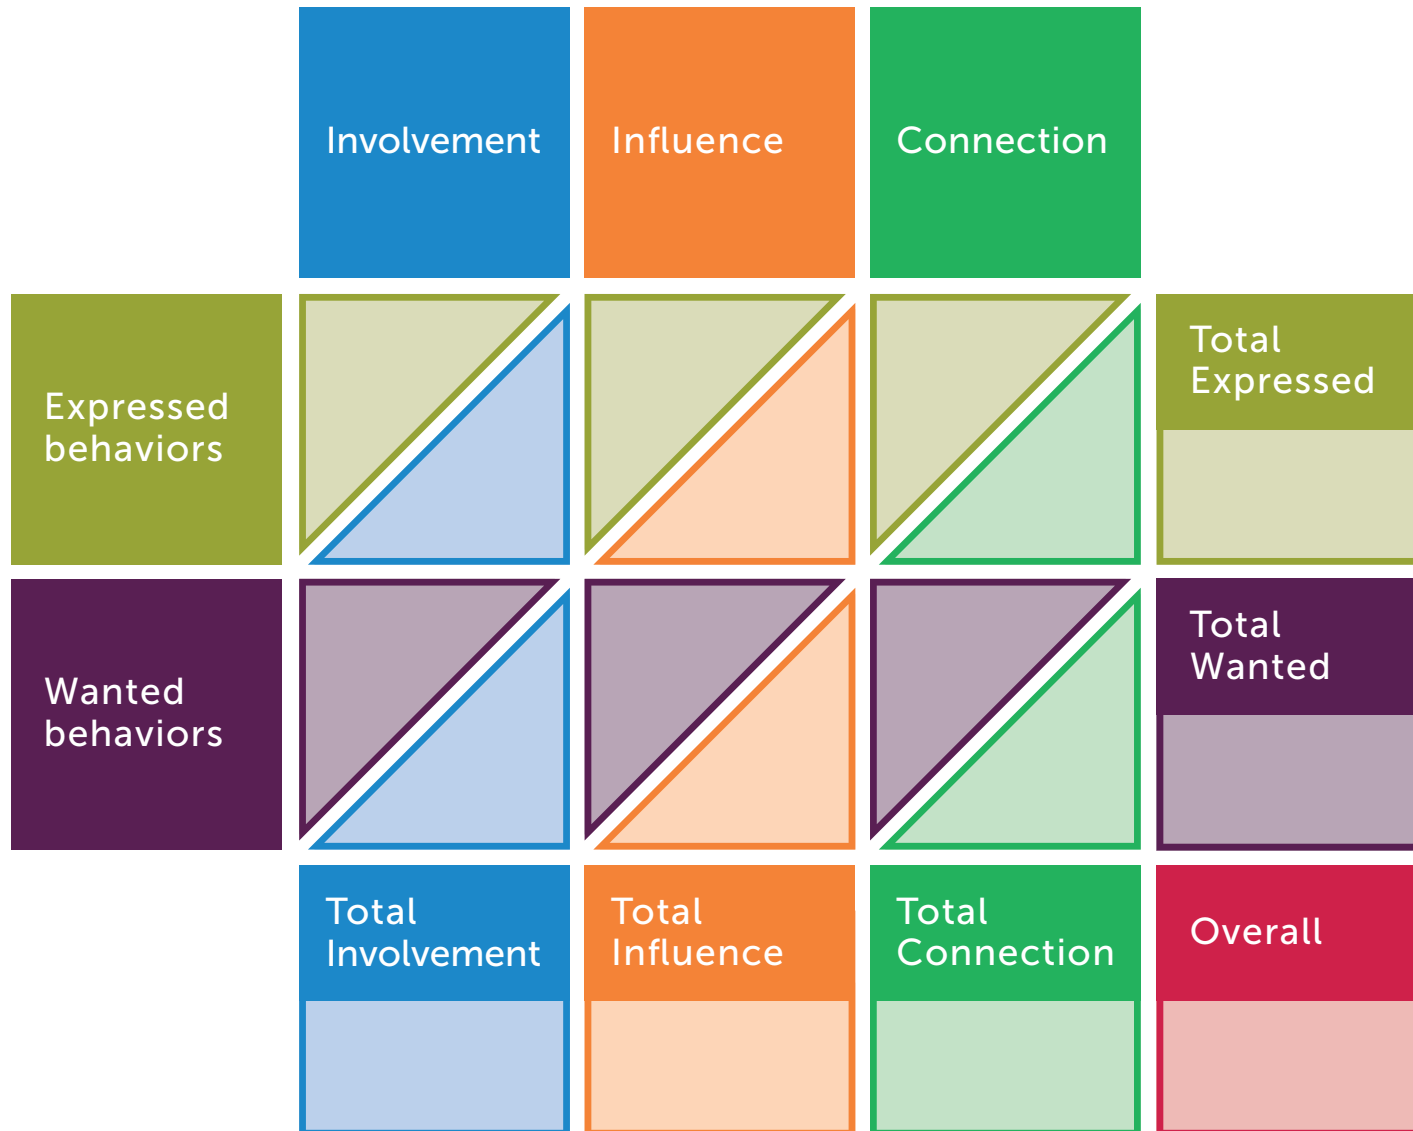 Involvement
Influence
Connection
Expressed
behaviors
Total
Expressed
Wanted
behaviors
Total
Wanted
Total
Involvement
Total
Influence
Total
Connection
Overall